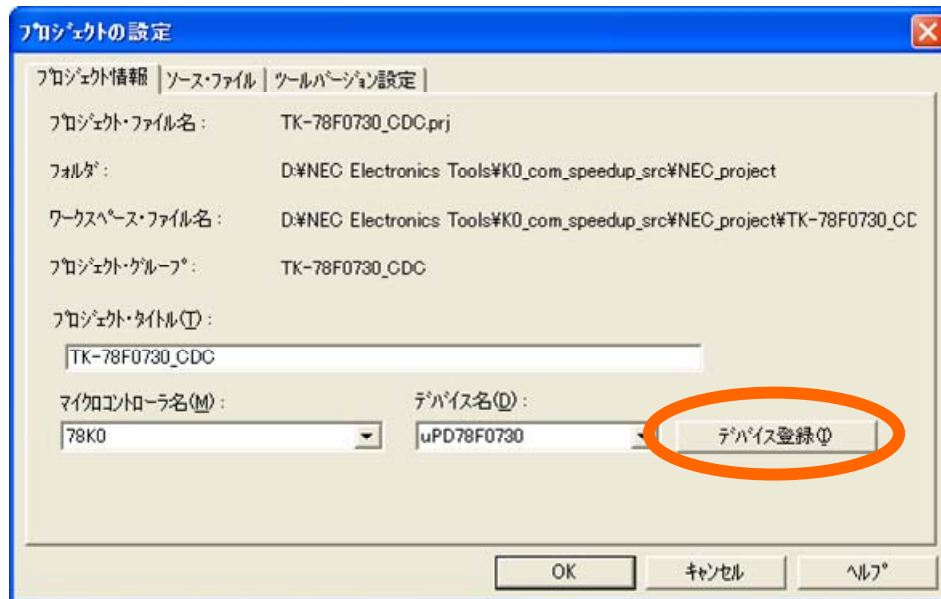 プロジェクトの設定
プロジェクト情報 ソース・ファイル ツールバージョン設定
プロジェクト・ファイル名: TK-78F0730_CDC.prj
フォルダ: D:¥NEC Electronics Tools¥K0_com_speedup_src¥NEC_project
ワークスペース・ファイル名: D:¥NEC Electronics Tools¥K0_com_speedup_src¥NEC_project¥TK-78F0730_CD
プロジェクト・グループ: TK-78F0730_CDC
プロジェクト・タイトル(T):
TK-78F0730_CDC
マイクロコントローラ名(M): デバイス名(D):
78K0 uPD78F0730 デバイス登録(I)
OK キャンセル ヘルプ